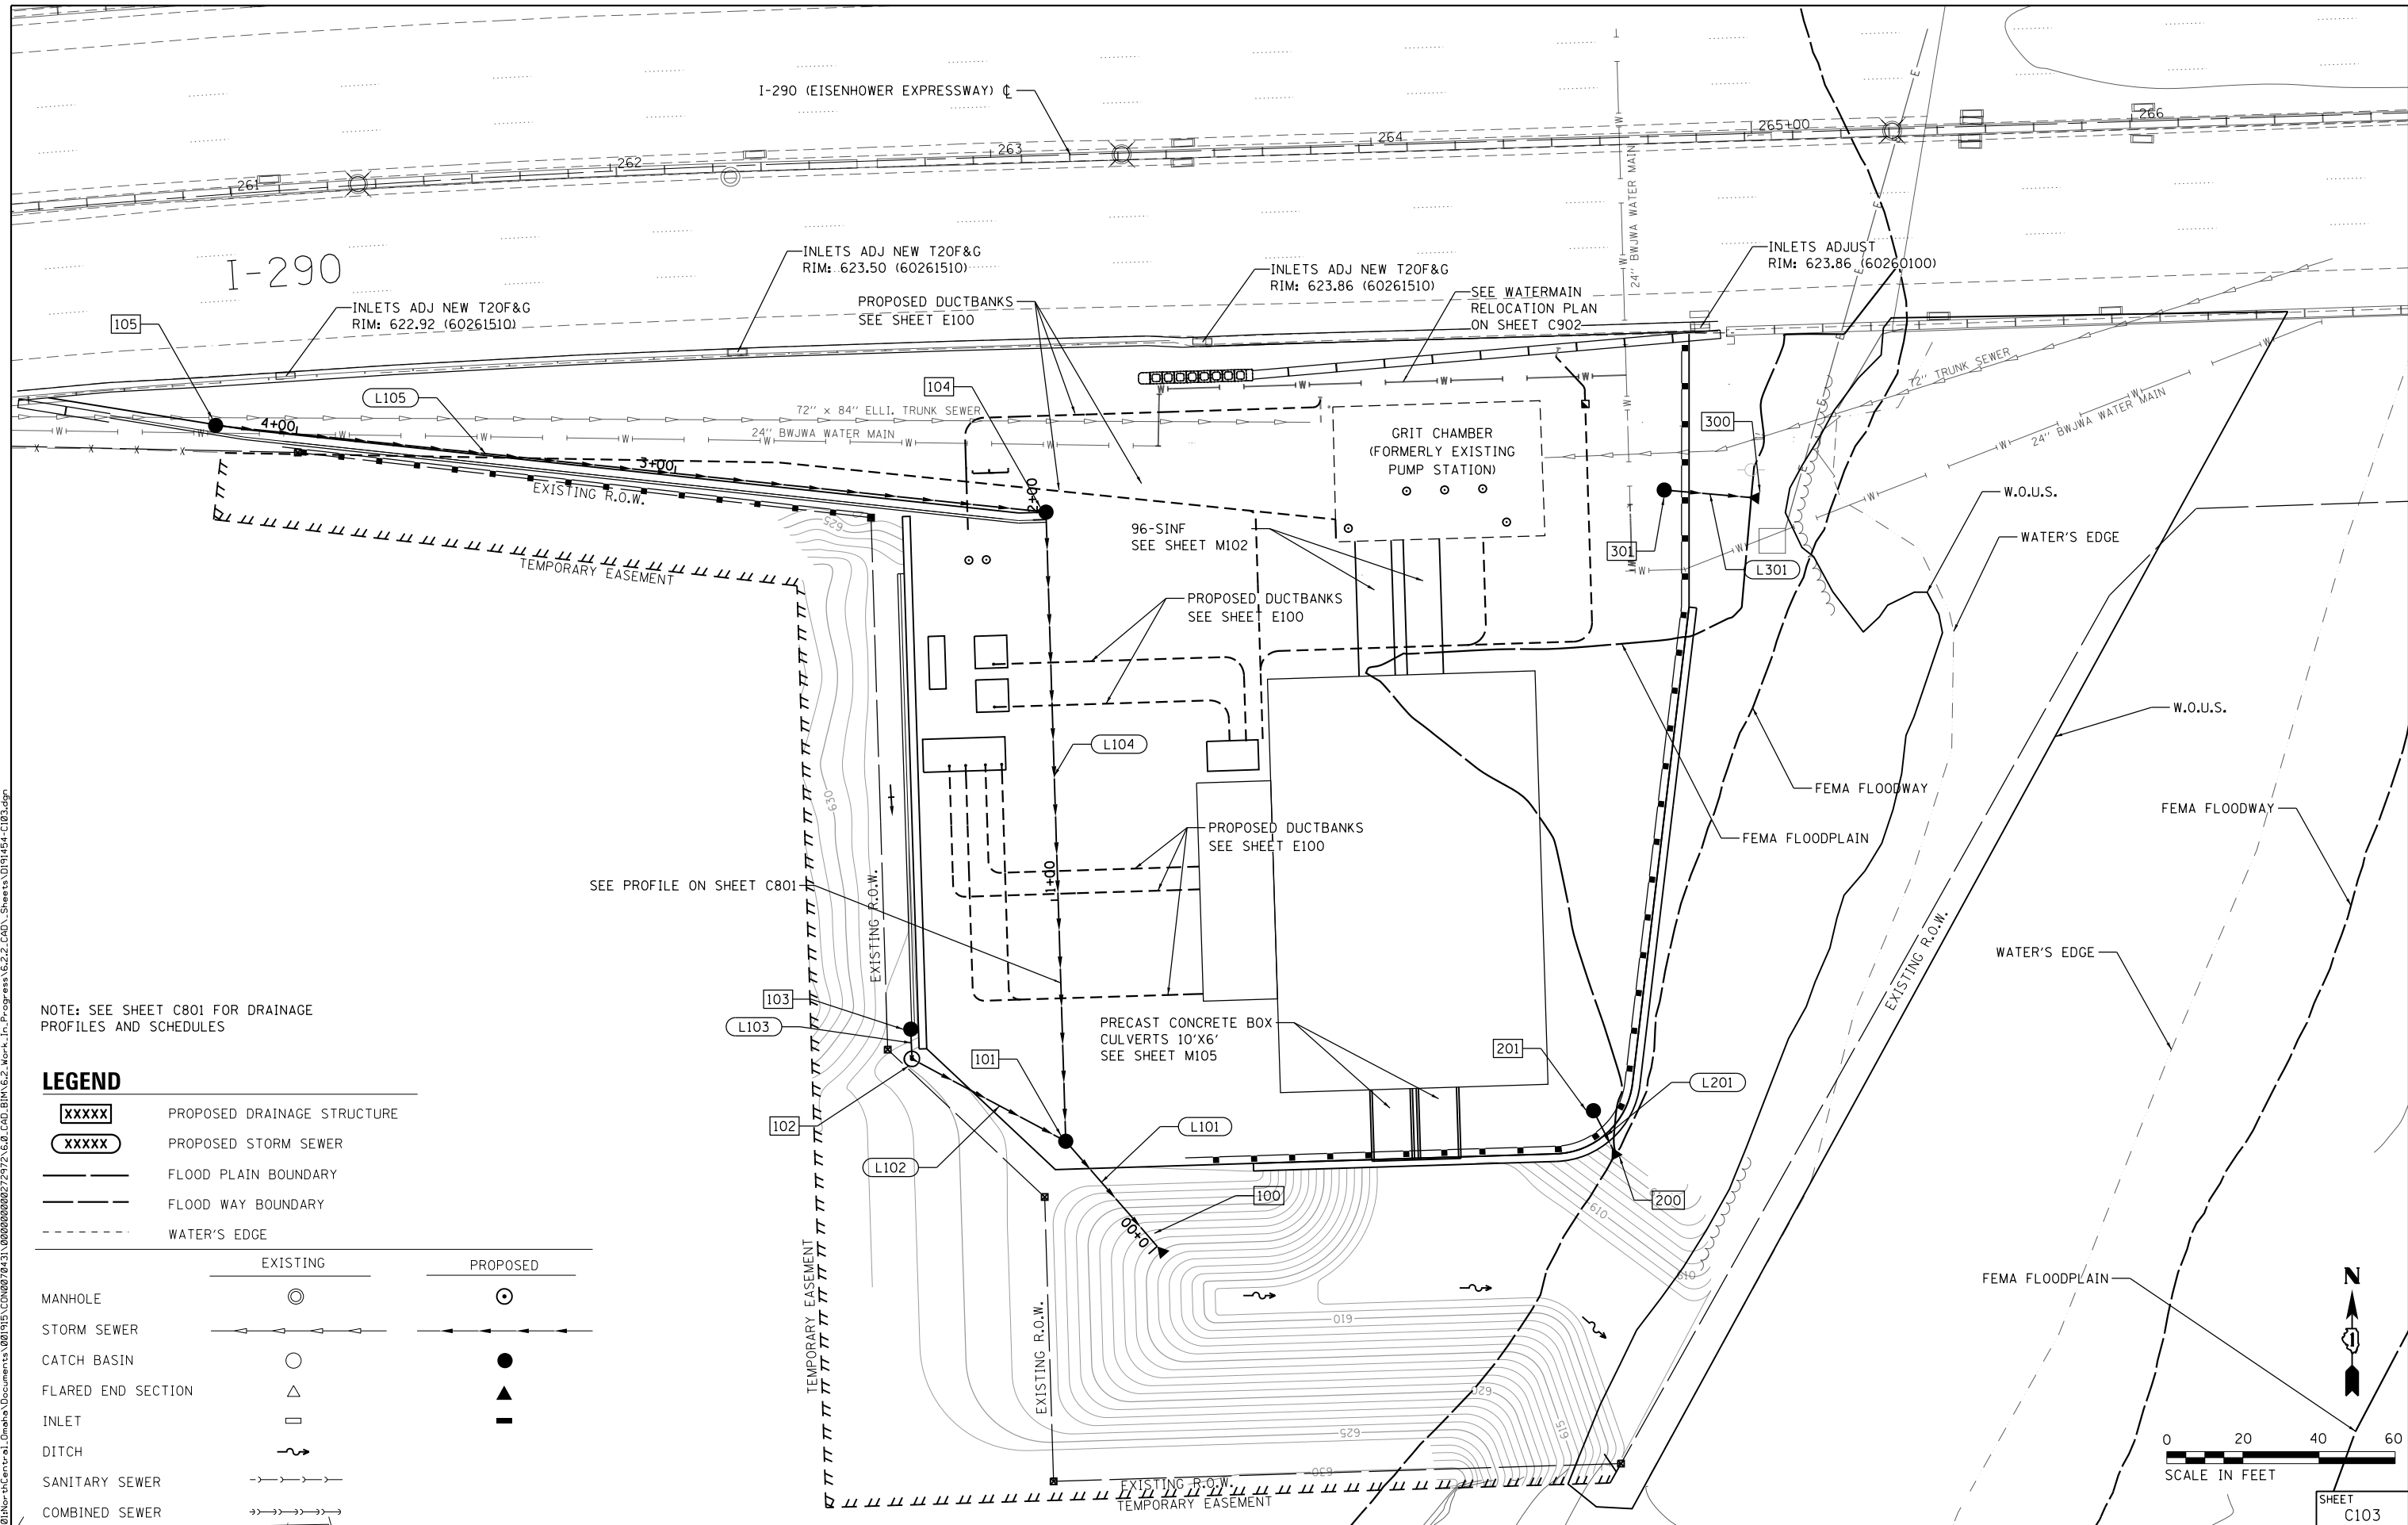 I-290 (EISENHOWER EXPRESSWAY) ℄
261
262
263
264
265+00
266
I-290
24" BWJWA WATER MAIN
E
E
E
E
E
INLETS ADJ NEW T20F&G
RIM: 622.92 (60261510)
INLETS ADJ NEW T20F&G
RIM: 623.50 (60261510)
INLETS ADJ NEW T20F&G
RIM: 623.86 (60261510)
INLETS ADJUST
RIM: 623.86 (60260100)
PROPOSED DUCTBANKS
SEE SHEET E100
SEE WATERMAIN
RELOCATION PLAN
ON SHEET C902
105
L105
104
4+00
3+00
2+00
72" x 84" ELLI. TRUNK SEWER
24" BWJWA WATER MAIN
72" TRUNK SEWER
24" BWJWA WATER MAIN
GRIT CHAMBER
(FORMERLY EXISTING
PUMP STATION)
300
301
L301
W.O.U.S.
WATER'S EDGE
EXISTING R.O.W.
TEMPORARY EASEMENT
625
96-SINF
SEE SHEET M102
PROPOSED DUCTBANKS
SEE SHEET E100
L104
W.O.U.S.
FEMA FLOODWAY
FEMA FLOODWAY
FEMA FLOODPLAIN
630
PROPOSED DUCTBANKS
SEE SHEET E100
1+00
SEE PROFILE ON SHEET C801
EXISTING R.O.W.
EXISTING R.O.W.
WATER'S EDGE
103
L103
101
102
L102
PRECAST CONCRETE BOX
CULVERTS 10'X6'
SEE SHEET M105
201
L201
L101
100
200
0+00
TEMPORARY EASEMENT
EXISTING R.O.W.
619
610
610
620
615
625
630
EXISTING R.O.W.
TEMPORARY EASEMENT
FEMA FLOODPLAIN
NOTE: SEE SHEET C801 FOR DRAINAGE
PROFILES AND SCHEDULES
LEGEND
XXXXX PROPOSED DRAINAGE STRUCTURE
XXXXX PROPOSED STORM SEWER
FLOOD PLAIN BOUNDARY
FLOOD WAY BOUNDARY
WATER'S EDGE
EXISTING PROPOSED
MANHOLE
STORM SEWER
CATCH BASIN
FLARED END SECTION
INLET
DITCH
SANITARY SEWER
COMBINED SEWER
N
1
0 20 40 60
SCALE IN FEET
SHEET
C103